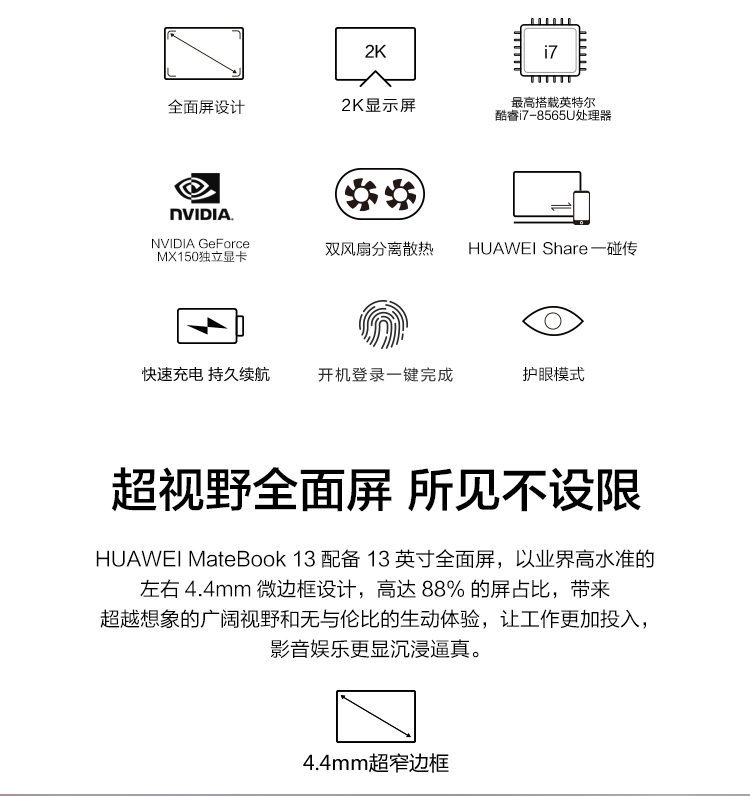 2K
i7
全面屏设计
2K显示屏
最高搭载英特尔
酷睿i7-8565U处理器
NVIDIA.
NVIDIA GeForce
MX150独立显卡
双风扇分离散热
HUAWEI Share 一碰传
快速充电 持久续航
开机登录一键完成
护眼模式
超视野全面屏 所见不设限
HUAWEI MateBook 13 配备 13 英寸全面屏，以业界高水准的
左右 4.4mm 微边框设计，高达 88% 的屏占比，带来
超越想象的广阔视野和无与伦比的生动体验，让工作更加投入，
影音娱乐更显沉浸逼真。
4.4mm超窄边框